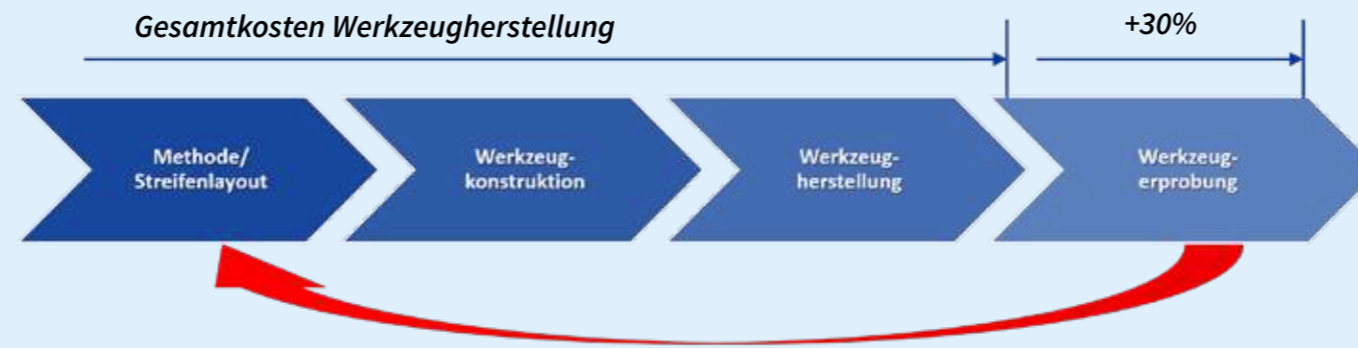 Gesamtkosten Werkzeugherstellung
+30%
Methode/
Streifenlayout
Werkzeug-
konstruktion
Werkzeug-
herstellung
Werkzeug-
erprobung